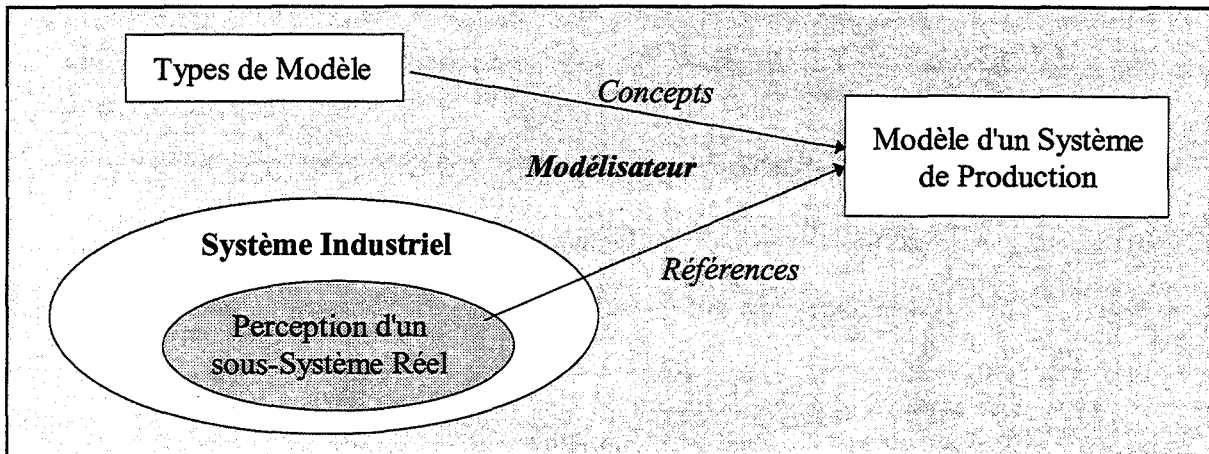 Types de Modèle
Concepts
Modèle d'un Système
de Production
Modélisateur
Système Industriel
Références
Perception d'un
sous-Système Réel